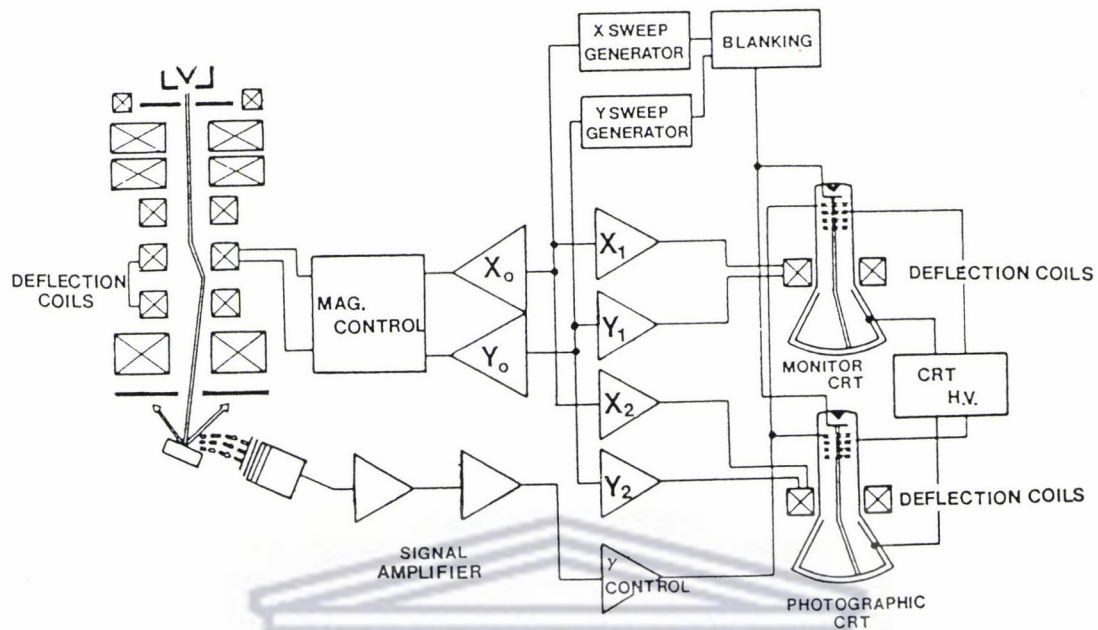 X SWEEP
GENERATOR
BLANKING
Y SWEEP
GENERATOR
DEFLECTION
COILS
MAG.
CONTROL
X₀
Y₀
X₁
Y₁
X₂
Y₂
DEFLECTION COILS
MONITOR
CRT
CRT
H.V.
DEFLECTION COILS
SIGNAL
AMPLIFIER
γ
CONTROL
PHOTOGRAPHIC
CRT